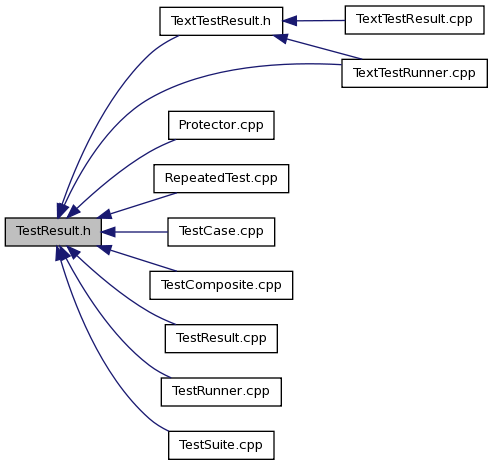 TextTestResult.h
TextTestResult.cpp
TextTestRunner.cpp
Protector.cpp
RepeatedTest.cpp
TestResult.h
TestCase.cpp
TestComposite.cpp
TestResult.cpp
TestRunner.cpp
TestSuite.cpp